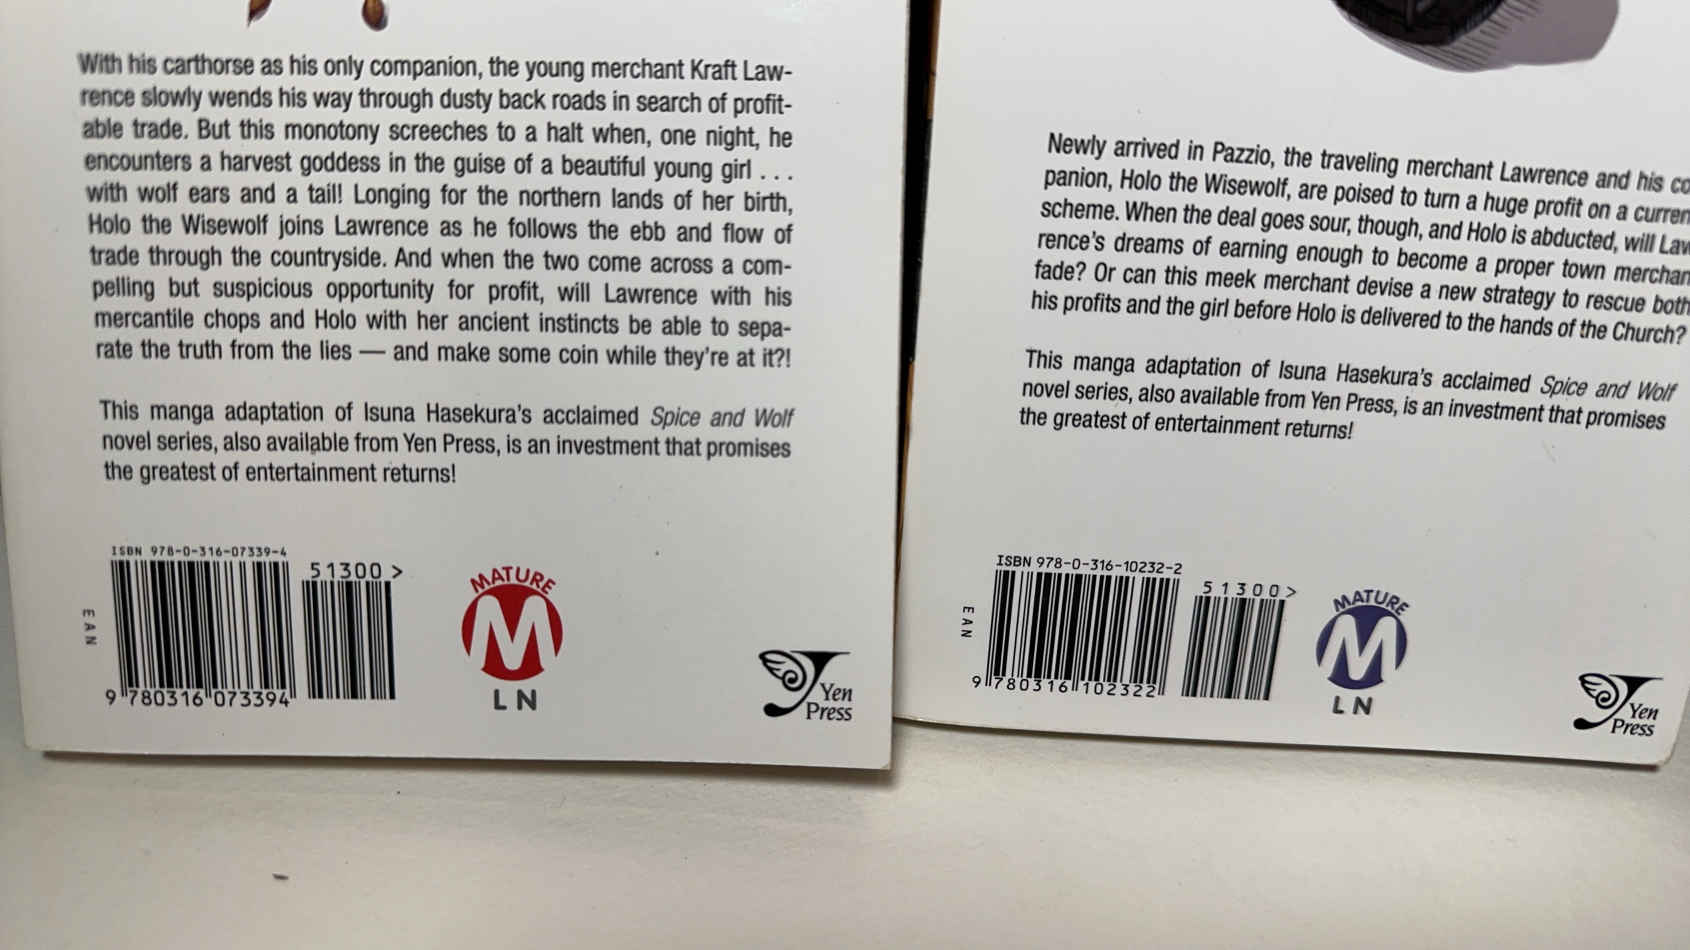 With his carthorse as his only companion, the young merchant Kraft Law-
rence slowly wends his way through dusty back roads in search of profit-
able trade. But this monotony screeches to a halt when, one night, he
encounters a harvest goddess in the guise of a beautiful young girl . . .
with wolf ears and a tail! Longing for the northern lands of her birth,
Holo the Wisewolf joins Lawrence as he follows the ebb and flow of
trade through the countryside. And when the two come across a com-
pelling but suspicious opportunity for profit, will Lawrence with his
mercantile chops and Holo with her ancient instincts be able to sepa-
rate the truth from the lies — and make some coin while they're at it?!
This manga adaptation of Isuna Hasekura's acclaimed Spice and Wolf
novel series, also available from Yen Press, is an investment that promises
the greatest of entertainment returns!
ISBN 978-0-316-07339-4
51300 >
EAN
9 780316 073394
MATURE
M
LN
Yen
Press
Newly arrived in Pazzio, the traveling merchant Lawrence and his co
panion, Holo the Wisewolf, are poised to turn a huge profit on a curren
scheme. When the deal goes sour, though, and Holo is abducted, will Law
rence's dreams of earning enough to become a proper town merchan
fade? Or can this meek merchant devise a new strategy to rescue both
his profits and the girl before Holo is delivered to the hands of the Church?
This manga adaptation of Isuna Hasekura's acclaimed Spice and Wolf
novel series, also available from Yen Press, is an investment that promises
the greatest of entertainment returns!
ISBN 978-0-316-10232-2
51300>
EAN
9 780316 102322
MATURE
M
LN
Yen
Press